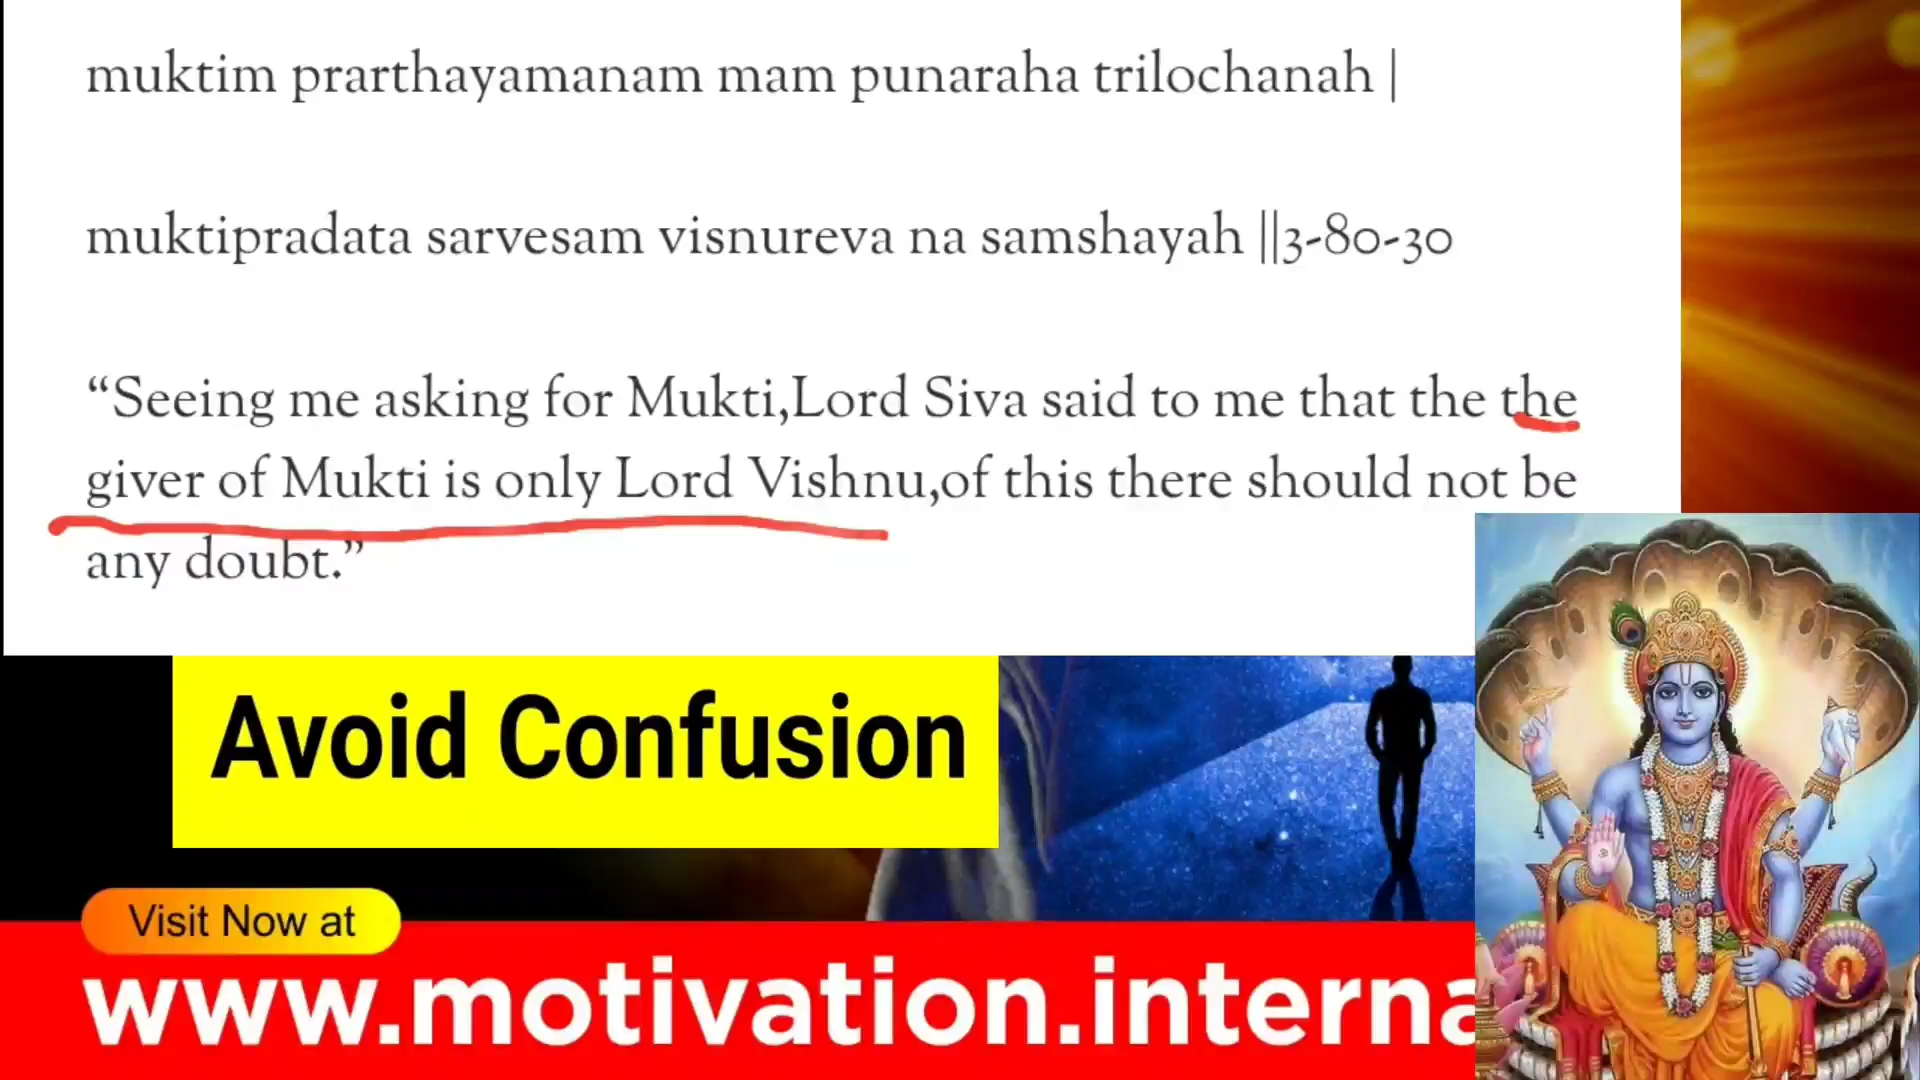 muktim prarthayamanam mam punaraha trilochanah |
muktipradata sarvesam visnureva na samshayah ||3-80-30
“Seeing me asking for Mukti,Lord Siva said to me that the the
giver of Mukti is only Lord Vishnu,of this there should not be
any doubt.”
Avoid Confusion
Visit Now at
www.motivation.interna